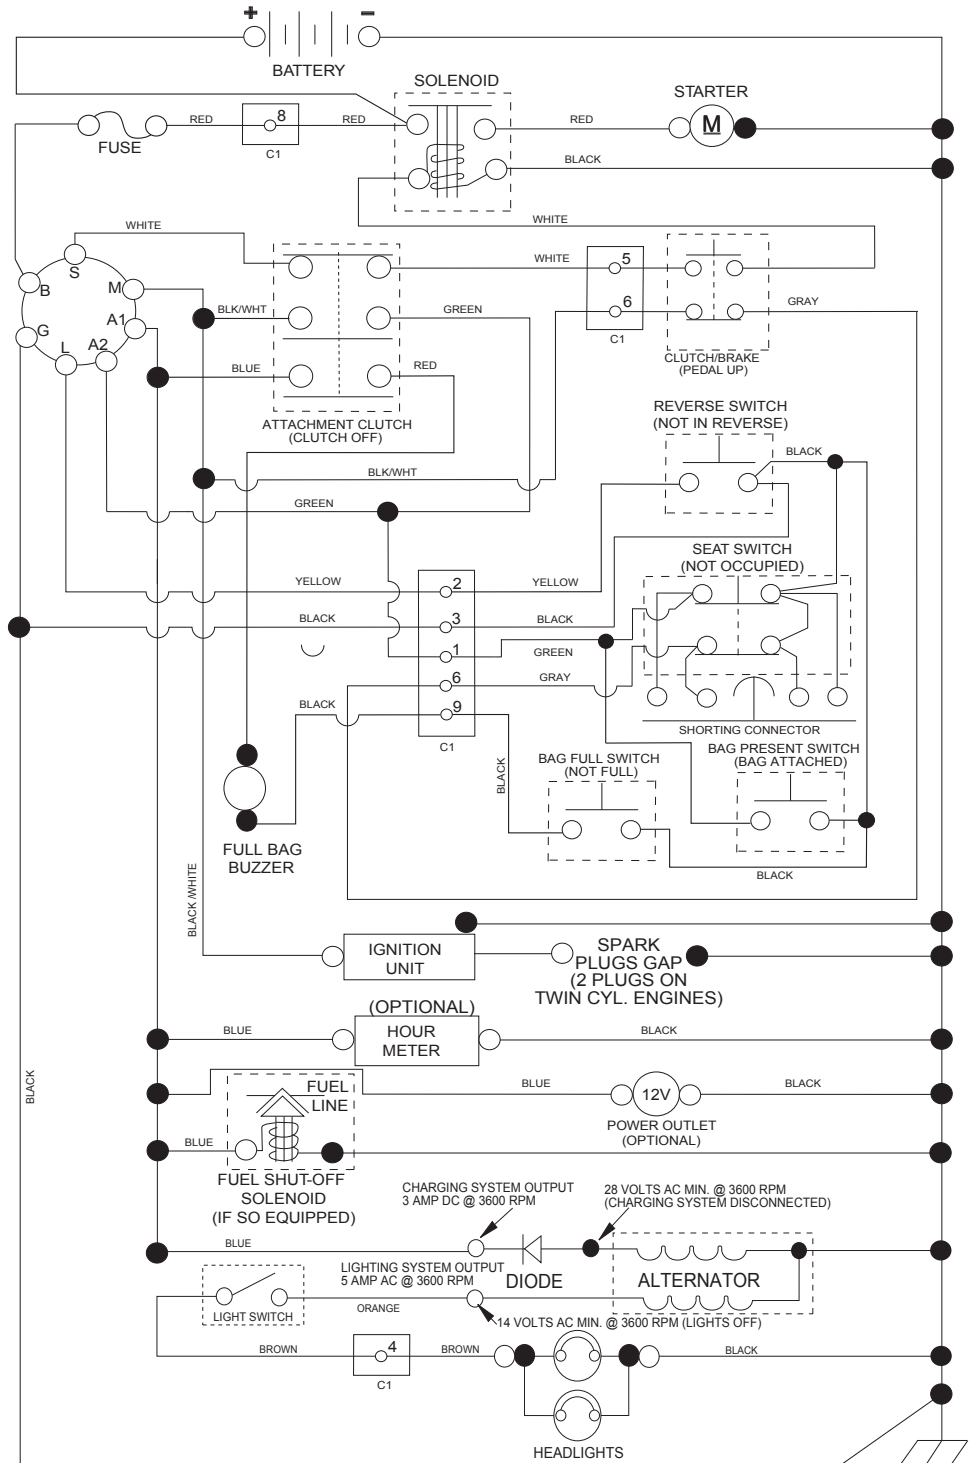 + −
BATTERY
SOLENOID
STARTER
RED
8
RED
RED
M
FUSE
C1
BLACK
WHITE
WHITE
S
WHITE
5
B
M
BLK/WHT
GREEN
6
GRAY
A1
G
L
A2
C1
BLUE
RED
CLUTCH/BRAKE
(PEDAL UP)
ATTACHMENT CLUTCH
(CLUTCH OFF)
REVERSE SWITCH
(NOT IN REVERSE)
BLACK
BLK/WHT
GREEN
SEAT SWITCH
(NOT OCCUPIED)
YELLOW
2
YELLOW
BLACK
3
BLACK
1
GREEN
6
GRAY
BLACK
9
C1
SHORTING CONNECTOR
BAG FULL SWITCH
(NOT FULL)
BAG PRESENT SWITCH
(BAG ATTACHED)
BLACK
FULL BAG
BUZZER
BLACK
BLACK /WHITE
IGNITION
UNIT
SPARK
PLUGS GAP
(2 PLUGS ON
TWIN CYL. ENGINES)
(OPTIONAL)
BLUE
HOUR
METER
BLACK
BLACK
FUEL
LINE
BLUE
12V
BLACK
POWER OUTLET
(OPTIONAL)
BLUE
FUEL SHUT-OFF
SOLENOID
(IF SO EQUIPPED)
CHARGING SYSTEM OUTPUT
3 AMP DC @ 3600 RPM
28 VOLTS AC MIN. @ 3600 RPM
(CHARGING SYSTEM DISCONNECTED)
BLUE
LIGHTING SYSTEM OUTPUT
5 AMP AC @ 3600 RPM
DIODE
ALTERNATOR
LIGHT SWITCH
ORANGE
14 VOLTS AC MIN. @ 3600 RPM (LIGHTS OFF)
BROWN
4
BROWN
BLACK
C1
HEADLIGHTS